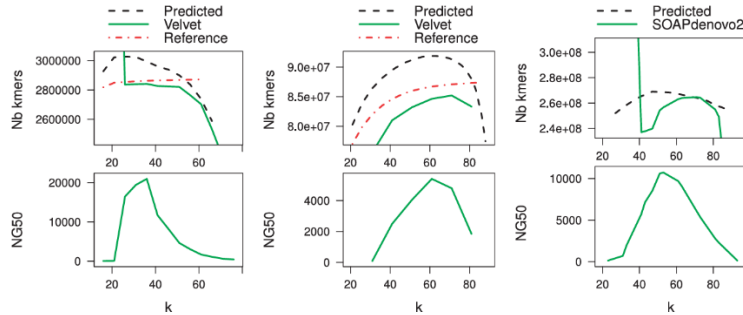 Predicted
Velvet
Reference
Predicted
Velvet
Reference
Predicted
SOAPdenovo2
Nb kmers
3000000
2800000
2600000
20 40 60 80
Nb kmers
9.0e+07
8.5e+07
8.0e+07
20 40 60 80
Nb kmers
3.0e+08
2.8e+08
2.6e+08
2.4e+08
20 40 60 80
NG50
20000
10000
0
20 40 60 80
k
NG50
4000
2000
0
20 40 60 80
k
NG50
10000
5000
0
20 40 60 80
k